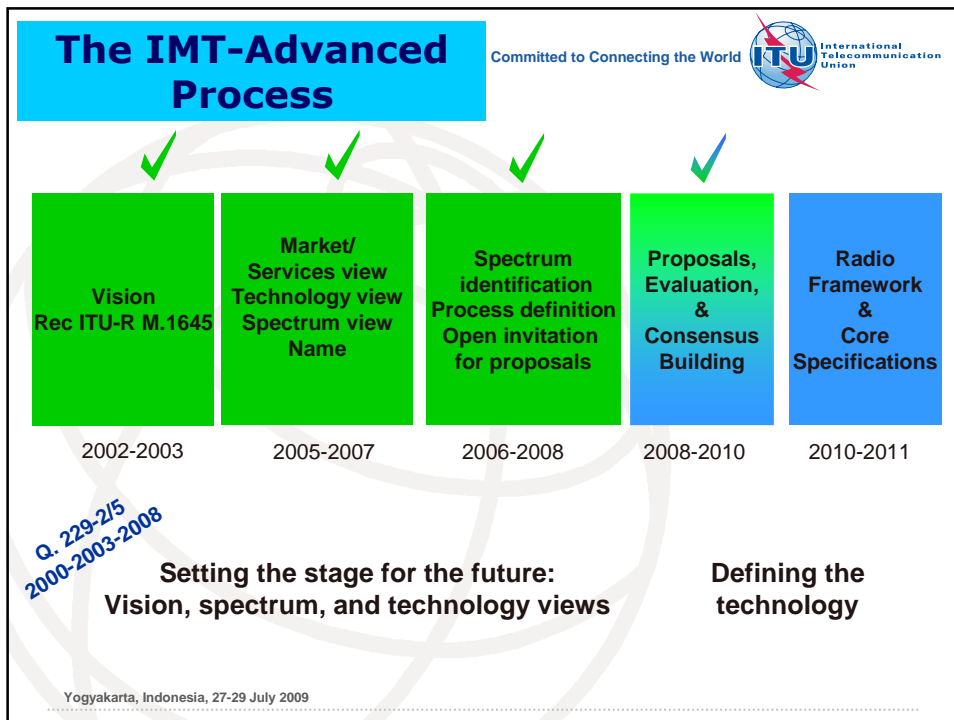 The IMT-Advanced
Process
Committed to Connecting the World
ITU
International
Telecommunication
Union
Vision
Rec ITU-R M.1645
Market/
Services view
Technology view
Spectrum view
Name
Spectrum
identification
Process definition
Open invitation
for proposals
Proposals,
Evaluation,
&
Consensus
Building
Radio
Framework
&
Core
Specifications
2002-2003
2005-2007
2006-2008
2008-2010
2010-2011
Q. 229-2/5
2000-2003-2008
Setting the stage for the future:
Vision, spectrum, and technology views
Defining the
technology
Yogyakarta, Indonesia, 27-29 July 2009